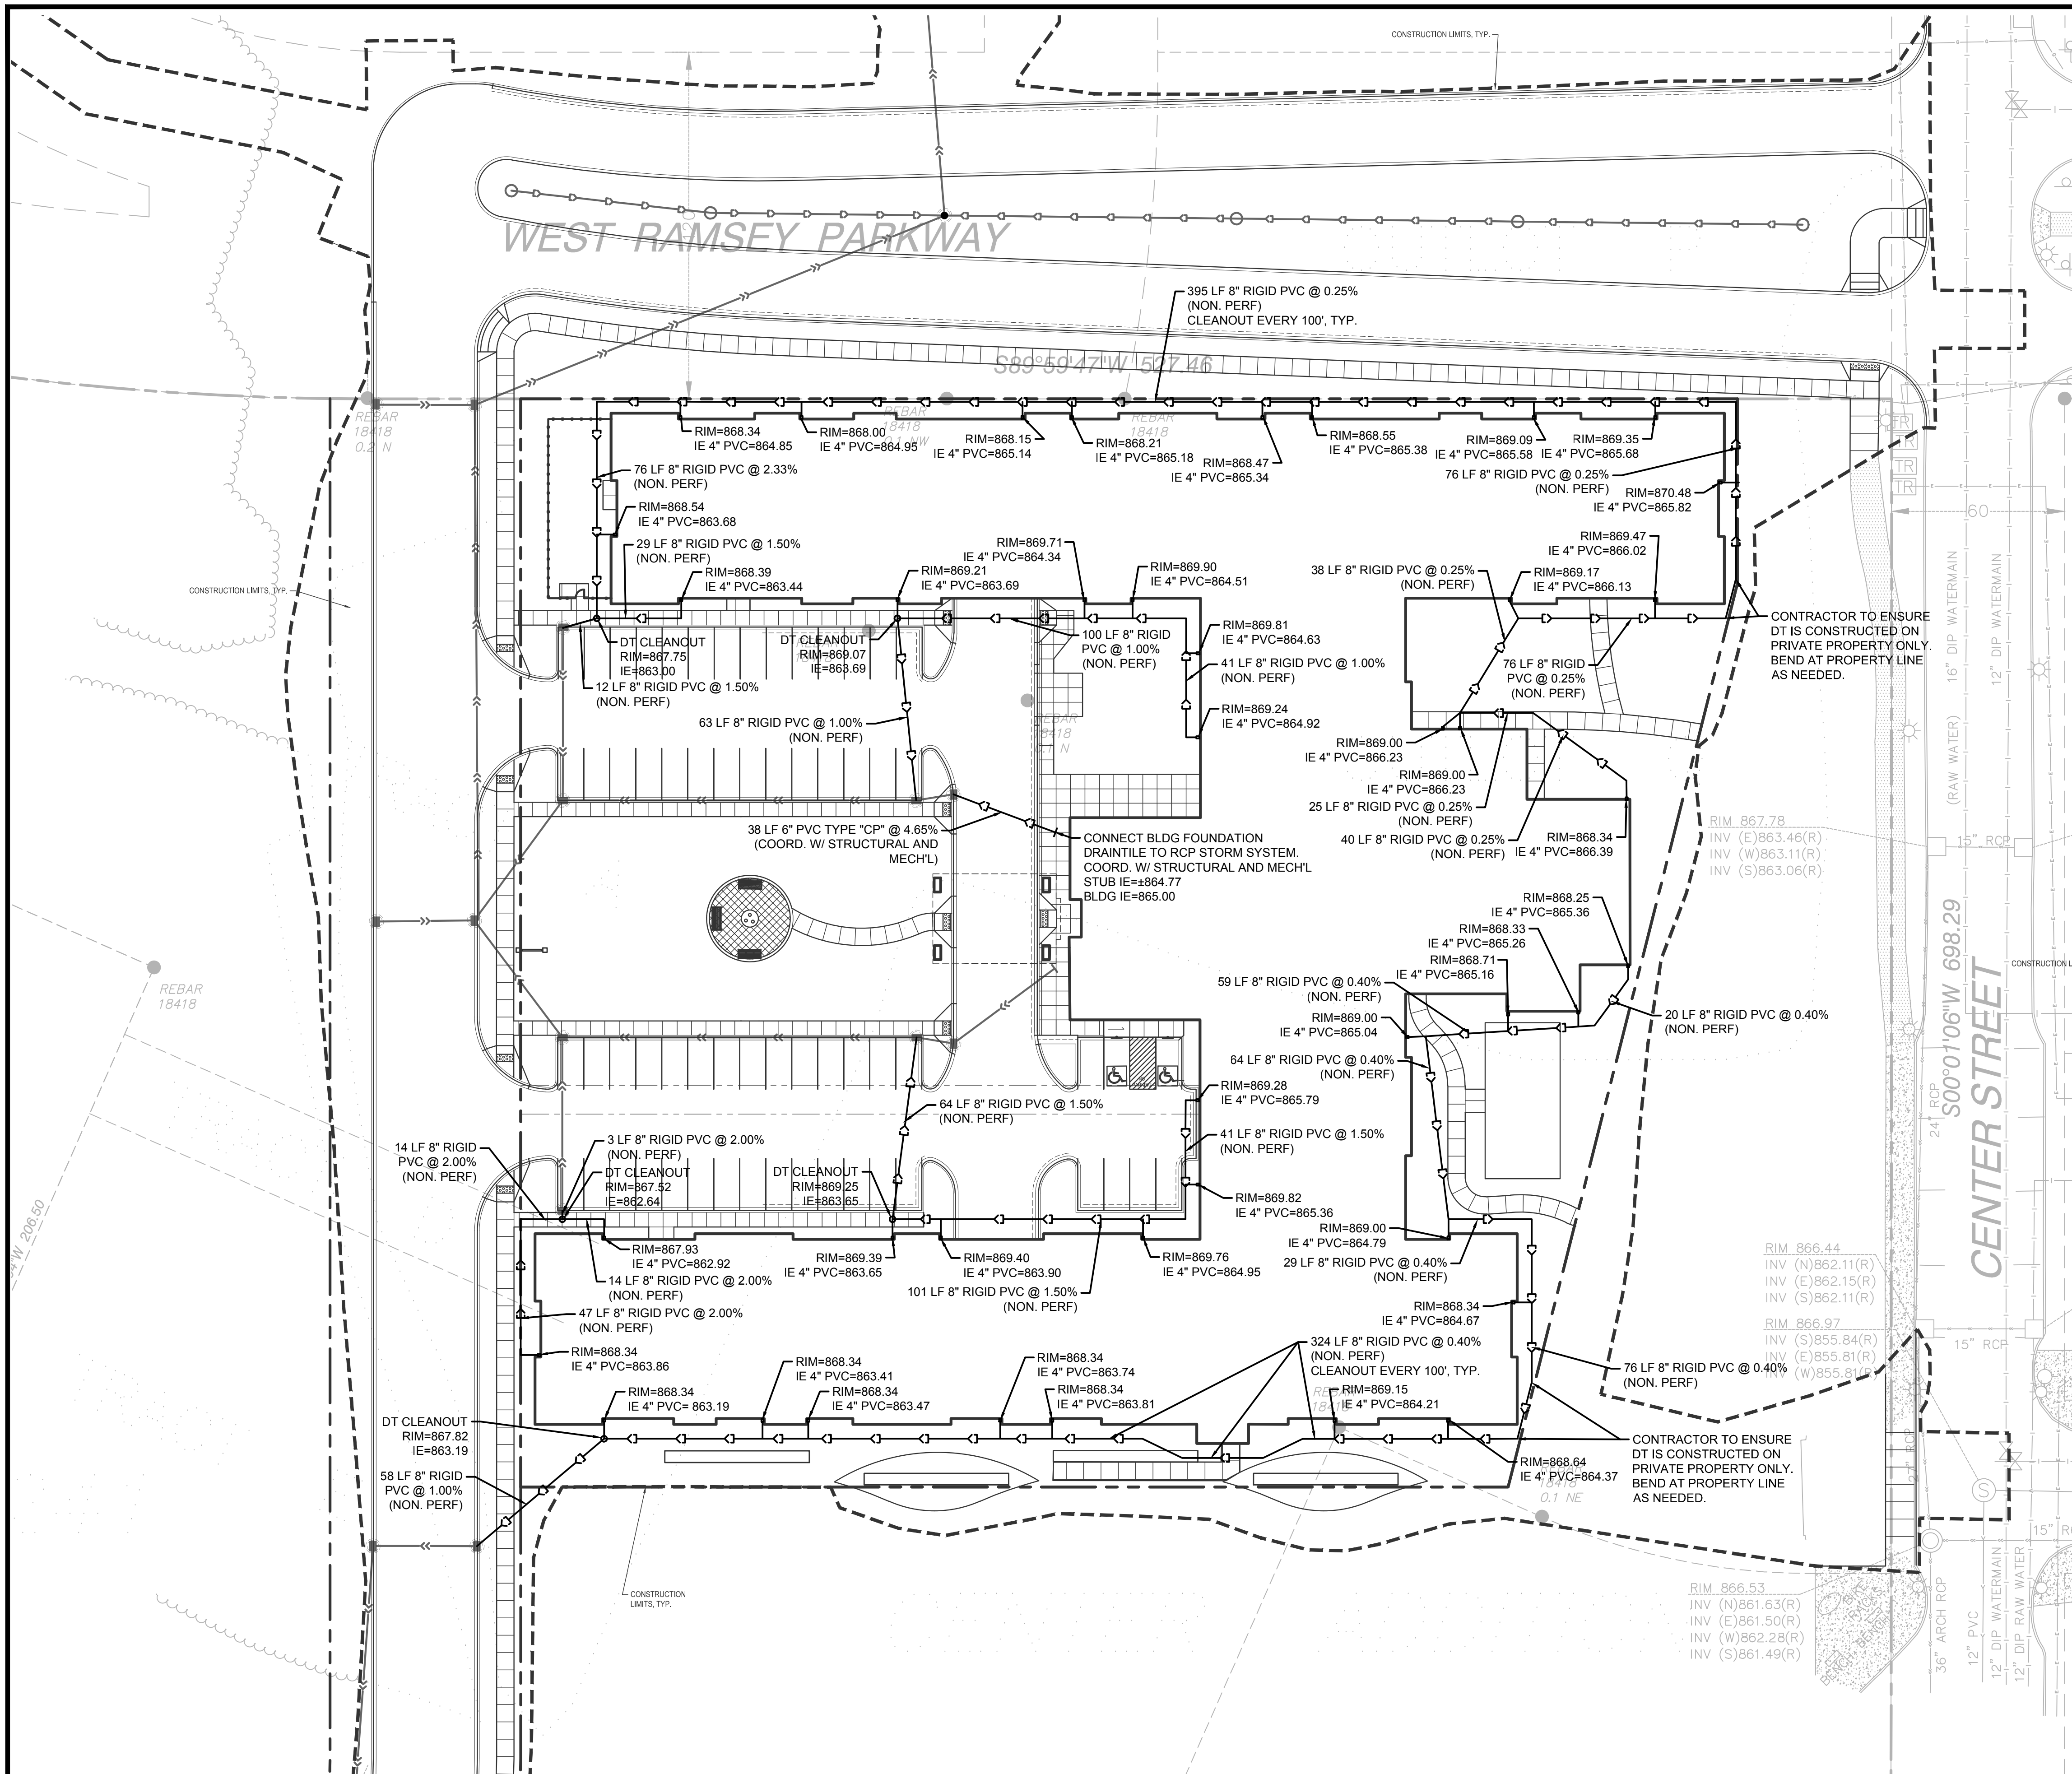 CONSTRUCTION LIMITS, TYP.
WEST RAMSEY PARKWAY
120
395 LF 8" RIGID PVC @ 0.25%
(NON. PERF)
CLEANOUT EVERY 100', TYP.
S89°59'47"W 527.46
REBAR
18418
0.2 N
REBAR
18418
0.1 NW
REBAR
18418
RIM=868.34
IE 4" PVC=864.85
RIM=868.00
IE 4" PVC=864.95
RIM=868.15
IE 4" PVC=865.14
RIM=868.21
IE 4" PVC=865.18
RIM=868.47
IE 4" PVC=865.34
RIM=868.55
IE 4" PVC=865.38
RIM=869.09
IE 4" PVC=865.58
RIM=869.35
IE 4" PVC=865.68
76 LF 8" RIGID PVC @ 2.33%
(NON. PERF)
76 LF 8" RIGID PVC @ 0.25%
(NON. PERF)
RIM=870.48
IE 4" PVC=865.82
TR
TR
TR
TR
60
RIM=868.54
IE 4" PVC=863.68
29 LF 8" RIGID PVC @ 1.50%
(NON. PERF)
RIM=868.39
IE 4" PVC=863.44
RIM=869.21
IE 4" PVC=863.69
RIM=869.71
IE 4" PVC=864.34
RIM=869.90
IE 4" PVC=864.51
38 LF 8" RIGID PVC @ 0.25%
(NON. PERF)
RIM=869.47
IE 4" PVC=866.02
RIM=869.17
IE 4" PVC=866.13
CONSTRUCTION LIMITS, TYP.
CONTRACTOR TO ENSURE
DT IS CONSTRUCTED ON
PRIVATE PROPERTY ONLY.
BEND AT PROPERTY LINE
AS NEEDED.
DT CLEANOUT
RIM=867.75
IE=863.00
12 LF 8" RIGID PVC @ 1.50%
(NON. PERF)
DT CLEANOUT
RIM=869.07
IE=863.69
100 LF 8" RIGID
PVC @ 1.00%
(NON. PERF)
RIM=869.81
IE 4" PVC=864.63
41 LF 8" RIGID PVC @ 1.00%
(NON. PERF)
76 LF 8" RIGID
PVC @ 0.25%
(NON. PERF)
RIM=869.24
IE 4" PVC=864.92
63 LF 8" RIGID PVC @ 1.00%
(NON. PERF)
REBAR
18418
0.1 N
RIM=869.00
IE 4" PVC=866.23
RIM=869.00
IE 4" PVC=866.23
25 LF 8" RIGID PVC @ 0.25%
(NON. PERF)
40 LF 8" RIGID PVC @ 0.25%
(NON. PERF)
RIM=868.34
IE 4" PVC=866.39
38 LF 6" PVC TYPE "CP" @ 4.65%
(COORD. W/ STRUCTURAL AND
MECH'L)
CONNECT BLDG FOUNDATION
DRAINTILE TO RCP STORM SYSTEM.
COORD. W/ STRUCTURAL AND MECH'L
STUB IE=±864.77
BLDG IE=865.00
RIM 867.78
INV (E)863.46(R)
INV (W)863.11(R)
INV (S)863.06(R)
15" RCP
(RAW WATER)
16" DIP WATERMAIN
12" DIP WATERMAIN
RIM=868.25
IE 4" PVC=865.36
RIM=868.33
IE 4" PVC=865.26
RIM=868.71
IE 4" PVC=865.16
59 LF 8" RIGID PVC @ 0.40%
(NON. PERF)
RIM=869.00
IE 4" PVC=865.04
20 LF 8" RIGID PVC @ 0.40%
(NON. PERF)
64 LF 8" RIGID PVC @ 0.40%
(NON. PERF)
S00°01'06"W 698.29
CENTER STREET
CONSTRUCTION L
24" RCP
REBAR
18418
RIM=869.28
IE 4" PVC=865.79
64 LF 8" RIGID PVC @ 1.50%
(NON. PERF)
41 LF 8" RIGID PVC @ 1.50%
(NON. PERF)
14 LF 8" RIGID
PVC @ 2.00%
(NON. PERF)
3 LF 8" RIGID PVC @ 2.00%
(NON. PERF)
DT CLEANOUT
RIM=867.52
IE=862.64
DT CLEANOUT
RIM=869.25
IE=863.65
RIM=869.82
IE 4" PVC=865.36
RIM=867.93
IE 4" PVC=862.92
14 LF 8" RIGID PVC @ 2.00%
(NON. PERF)
RIM=869.39
IE 4" PVC=863.65
RIM=869.40
IE 4" PVC=863.90
RIM=869.76
IE 4" PVC=864.95
101 LF 8" RIGID PVC @ 1.50%
(NON. PERF)
RIM=869.00
IE 4" PVC=864.79
29 LF 8" RIGID PVC @ 0.40%
(NON. PERF)
47 LF 8" RIGID PVC @ 2.00%
(NON. PERF)
RIM=868.34
IE 4" PVC=864.67
324 LF 8" RIGID PVC @ 0.40%
(NON. PERF)
CLEANOUT EVERY 100', TYP.
76 LF 8" RIGID PVC @ 0.40%
(NON. PERF)
RIM 866.44
INV (N)862.11(R)
INV (E)862.15(R)
INV (S)862.11(R)
RIM 866.97
INV (S)855.84(R)
INV (E)855.81(R)
INV (W)855.81(R)
15" RCP
W 206.50
RIM=868.34
IE 4" PVC=863.86
RIM=868.34
IE 4" PVC= 863.19
RIM=868.34
IE 4" PVC=863.41
RIM=868.34
IE 4" PVC=863.47
RIM=868.34
IE 4" PVC=863.74
RIM=868.34
IE 4" PVC=863.81
RIM=869.15
IE 4" PVC=864.21
DT CLEANOUT
RIM=867.82
IE=863.19
58 LF 8" RIGID
PVC @ 1.00%
(NON. PERF)
RIM=868.64
IE 4" PVC=864.37
18418
0.1 NE
CONTRACTOR TO ENSURE
DT IS CONSTRUCTED ON
PRIVATE PROPERTY ONLY.
BEND AT PROPERTY LINE
AS NEEDED.
S
CONSTRUCTION
LIMITS, TYP.
RIM 866.53
INV (N)861.63(R)
INV (E)861.50(R)
INV (W)862.28(R)
INV (S)861.49(R)
BIKE
RACKS
BENCH
BENCH
36" ARCH RCP
12" PVC
12" DIP WATERMAIN
12" DIP RAW WATER